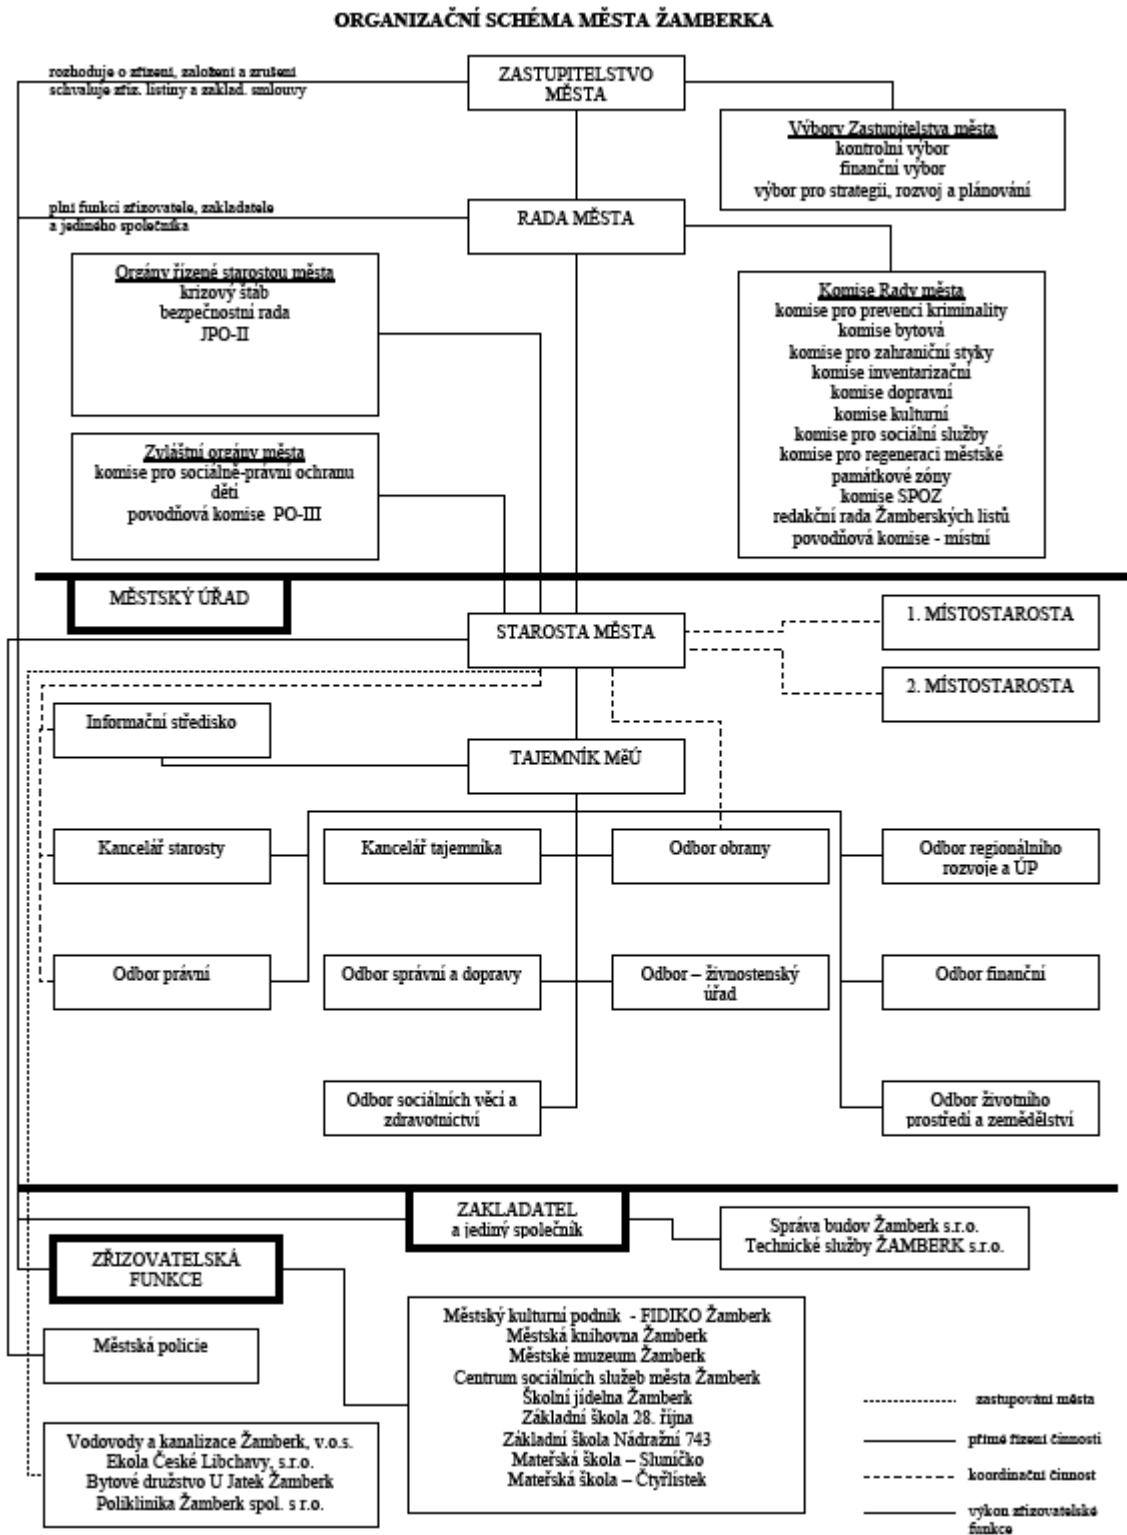 ORGANIZAČNÍ SCHÉMA MĚSTA ŽAMBERKA
rozhoduje o zřízení, založení a zrušení
schvaluje zřiz. listiny a zaklad. smlouvy
ZASTUPITELSTVO
MĚSTA
Výbory Zastupitelstva města
kontrolní výbor
finanční výbor
výbor pro strategii, rozvoj a plánování
plní funkci zřizovatele, zakladatele
a jediného společníka
RADA MĚSTA
Orgány řízené starostou města
krizový štáb
bezpečnostní rada
JPO-II
Komise Rady města
komise pro prevenci kriminality
komise bytová
komise pro zahraniční styky
komise inventarizační
komise dopravní
komise kulturní
komise pro sociální služby
komise pro regeneraci městské
památkové zóny
komise SPOZ
redakční rada Žamberských listů
povodňová komise - místní
Zvláštní orgány města
komise pro sociálně-právní ochranu
dětí
povodňová komise PO-III
MĚSTSKÝ ÚŘAD
STAROSTA MĚSTA
1. MÍSTOSTAROSTA
2. MÍSTOSTAROSTA
Informační středisko
TAJEMNÍK MěÚ
Kancelář starosty
Kancelář tajemníka
Odbor obrany
Odbor regionálního
rozvoje a ÚP
Odbor právní
Odbor správní a dopravy
Odbor – živnostenský
úřad
Odbor finanční
Odbor sociálních věcí a
zdravotnictví
Odbor životního
prostředí a zemědělství
ZAKLADATEL
a jediný společník
Správa budov Žamberk s.r.o.
Technické služby ŽAMBERK s.r.o.
ZŘIZOVATELSKÁ
FUNKCE
Městská policie
Městský kulturní podnik - FIDIKO Žamberk
Městská knihovna Žamberk
Městské muzeum Žamberk
Centrum sociálních služeb města Žamberk
Školní jídelna Žamberk
Základní škola 28. října
Základní škola Nádražní 743
Mateřská škola – Sluníčko
Mateřská škola – Čtyřlístek
Vodovody a kanalizace Žamberk, v.o.s.
Ekola České Libchavy, s.r.o.
Bytové družstvo U Jatek Žamberk
Poliklinika Žamberk spol. s r.o.
zastupování města
přímé řízení činnosti
koordinační činnost
výkon zřizovatelské
funkce